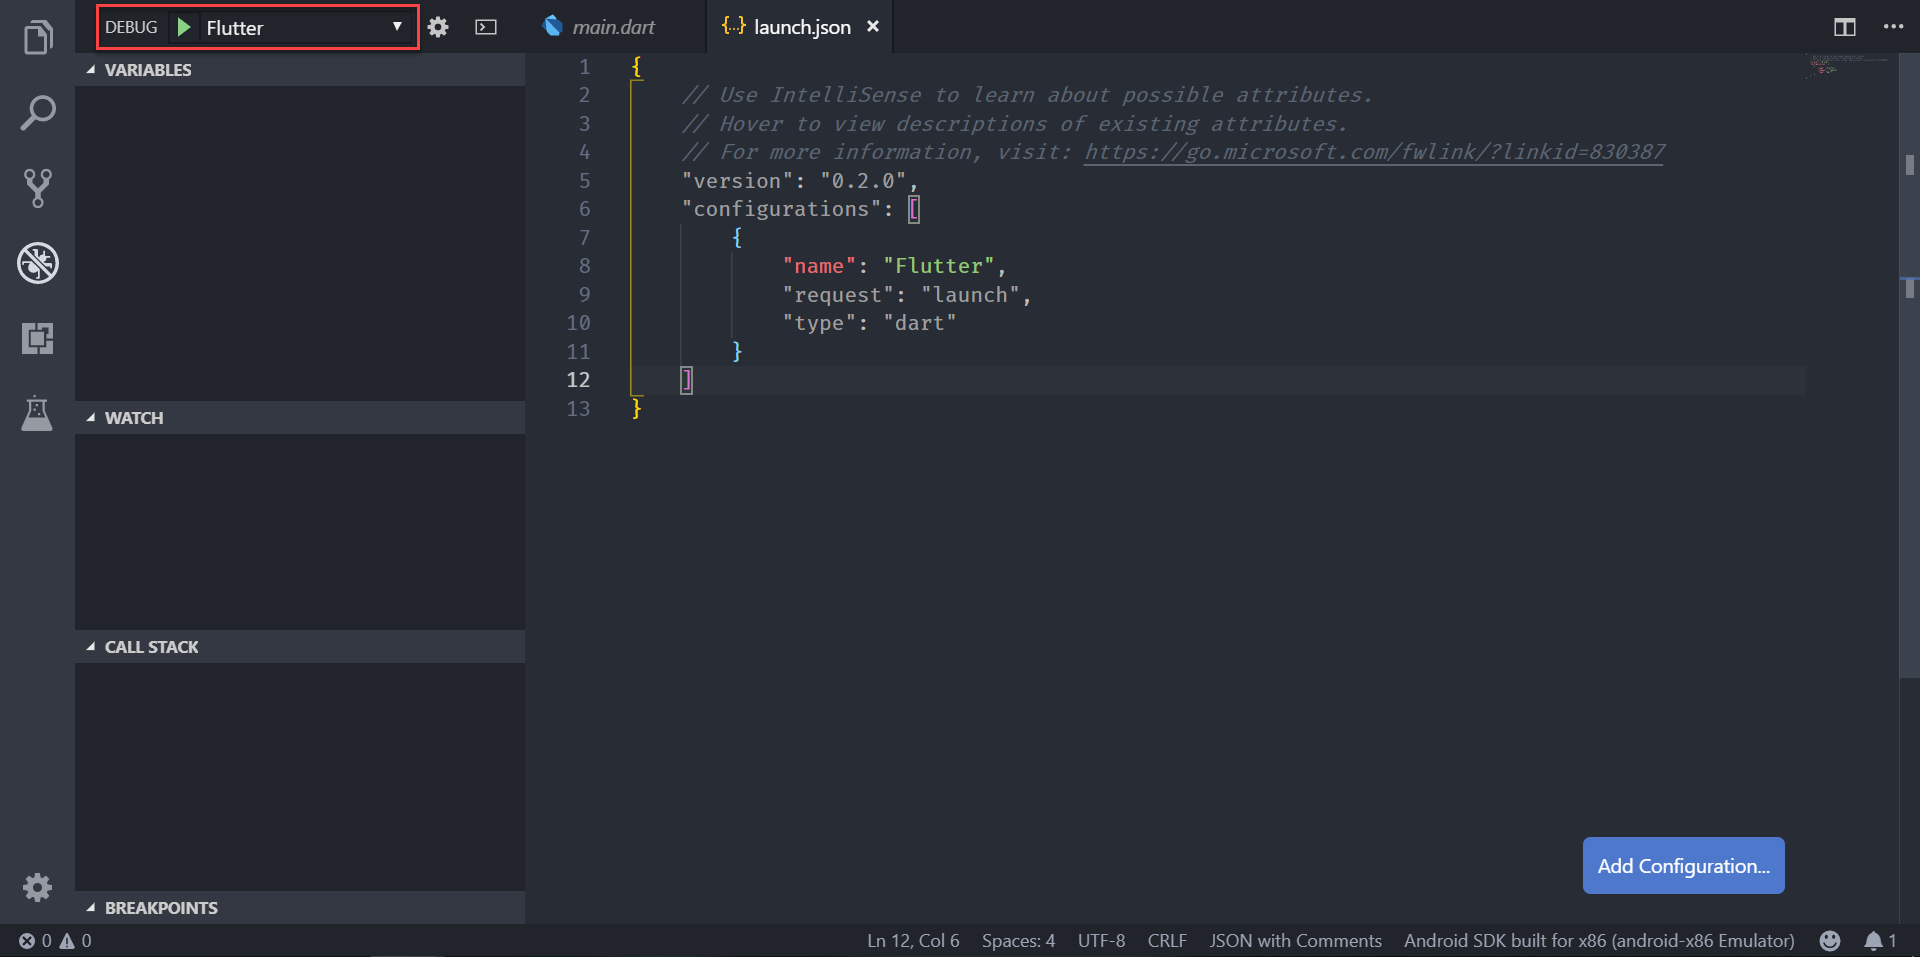 DEBUG Flutter
main.dart
launch.json
VARIABLES
WATCH
CALL STACK
BREAKPOINTS
1 {
2 // Use IntelliSense to learn about possible attributes.
3 // Hover to view descriptions of existing attributes.
4 // For more information, visit: https://go.microsoft.com/fwlink/?linkid=830387
5 "version": "0.2.0",
6 "configurations": [
7 {
8 "name": "Flutter",
9 "request": "launch",
10 "type": "dart"
11 }
12 ]
13 }
Add Configuration...
0 0 Ln 12, Col 6 Spaces: 4 UTF-8 CRLF JSON with Comments Android SDK built for x86 (android-x86 Emulator) 1